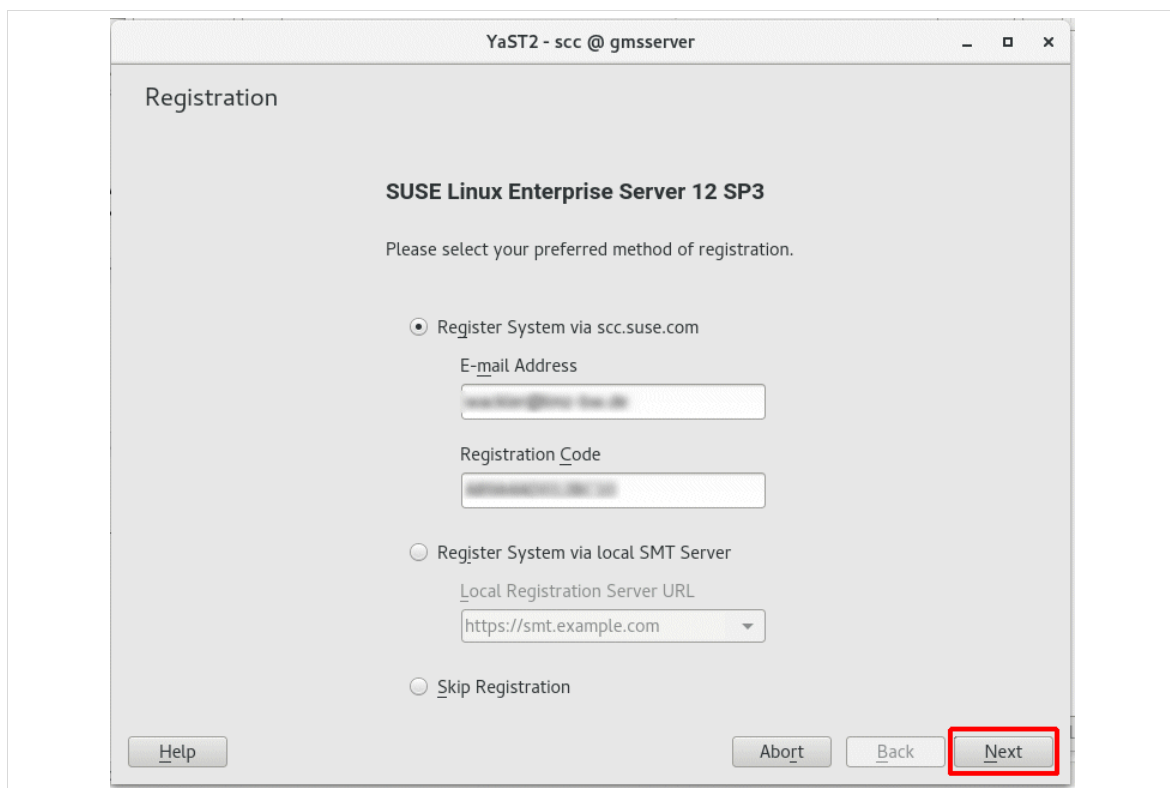 YaST2 - scc @ gmsserver
Registration
SUSE Linux Enterprise Server 12 SP3
Please select your preferred method of registration.
Register System via scc.suse.com
E-mail Address
Registration Code
Register System via local SMT Server
Local Registration Server URL
https://smt.example.com
Skip Registration
Help Abort Back Next